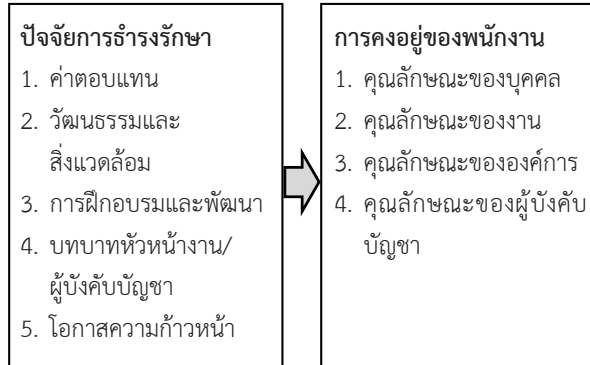 ปัจจัยการธำรงรักษา
1. ค่าตอบแทน
2. วัฒนธรรมและ
สิ่งแวดล้อม
3. การฝึกอบรมและพัฒนา
4. บทบาทหัวหน้างาน/
ผู้บังคับบัญชา
5. โอกาสความก้าวหน้า
การคงอยู่ของพนักงาน
1. คุณลักษณะของบุคคล
2. คุณลักษณะของงาน
3. คุณลักษณะขององค์การ
4. คุณลักษณะของผู้บังคับ
บัญชา